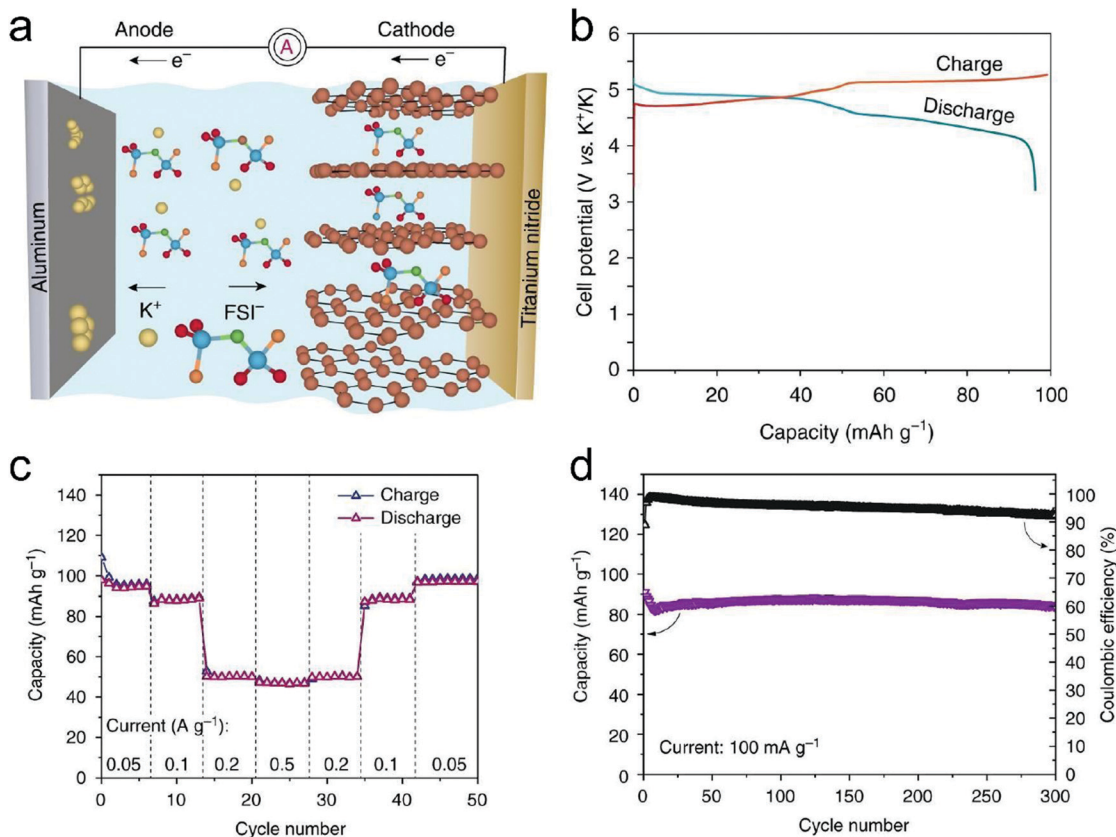 a
Anode
A
Cathode
e⁻
e⁻
Aluminum
K⁺
FSI⁻
Titanium nitride
b
Cell potential (V vs. K⁺/K)
6
5
4
3
2
1
0
Charge
Discharge
0 20 40 60 80 100
Capacity (mAh g⁻¹)
c
Capacity (mAh g⁻¹)
140
120
100
80
60
40
20
0
Charge
Discharge
Current (A g⁻¹):
0.05 0.1 0.2 0.5 0.2 0.1 0.05
0 10 20 30 40 50
Cycle number
d
Capacity (mAh g⁻¹)
140
120
100
80
60
40
20
0
Current: 100 mA g⁻¹
100
90
80
70
60
50
40
30
20
10
0
Coulombic efficiency (%)
0 50 100 150 200 250 300
Cycle number